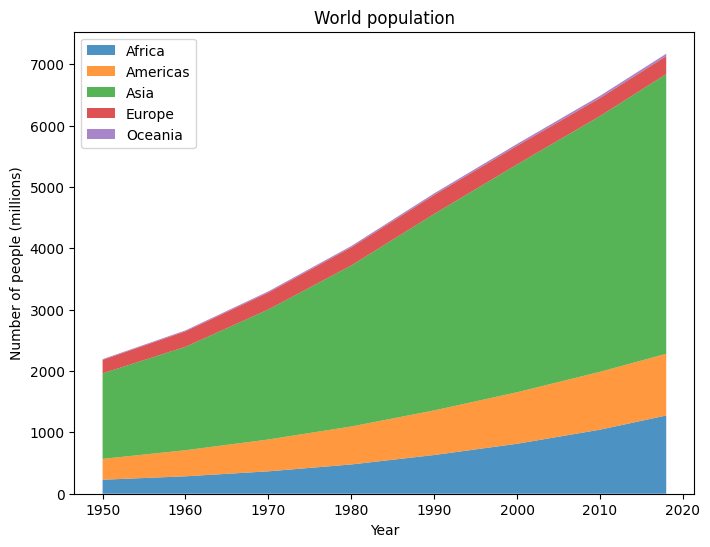 World population
Africa
Americas
Asia
Europe
Oceania
Number of people (millions)
7000
6000
5000
4000
3000
2000
1000
0
1950 1960 1970 1980 1990 2000 2010 2020
Year